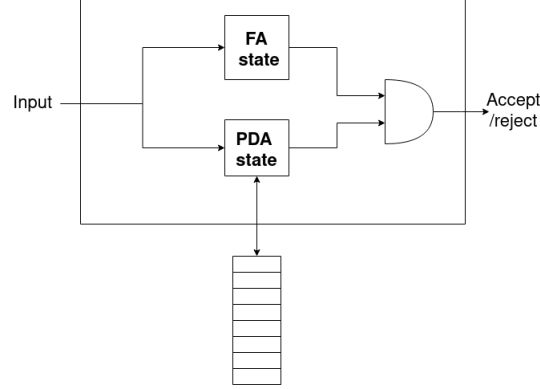 FA
state
Input
Accept
/reject
PDA
state